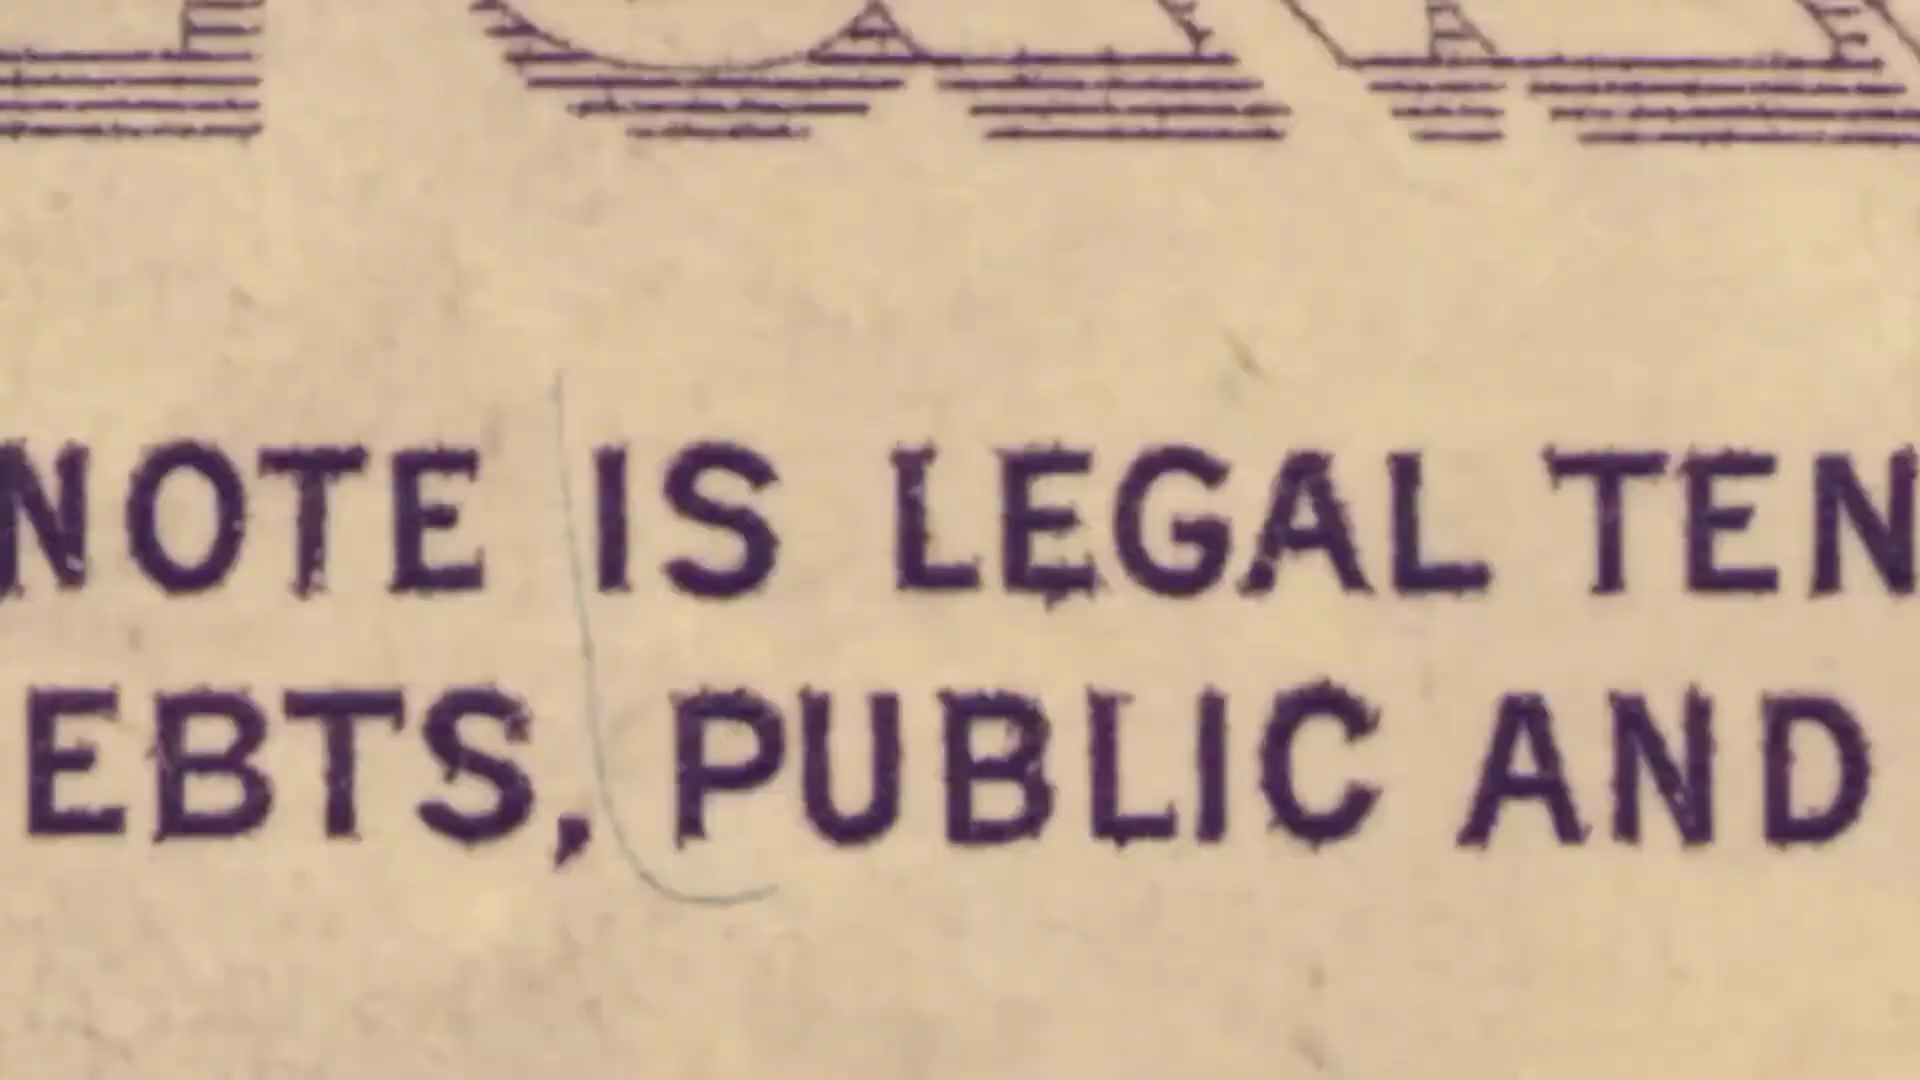 NOTE IS LEGAL TEN
EBTS, PUBLIC AND